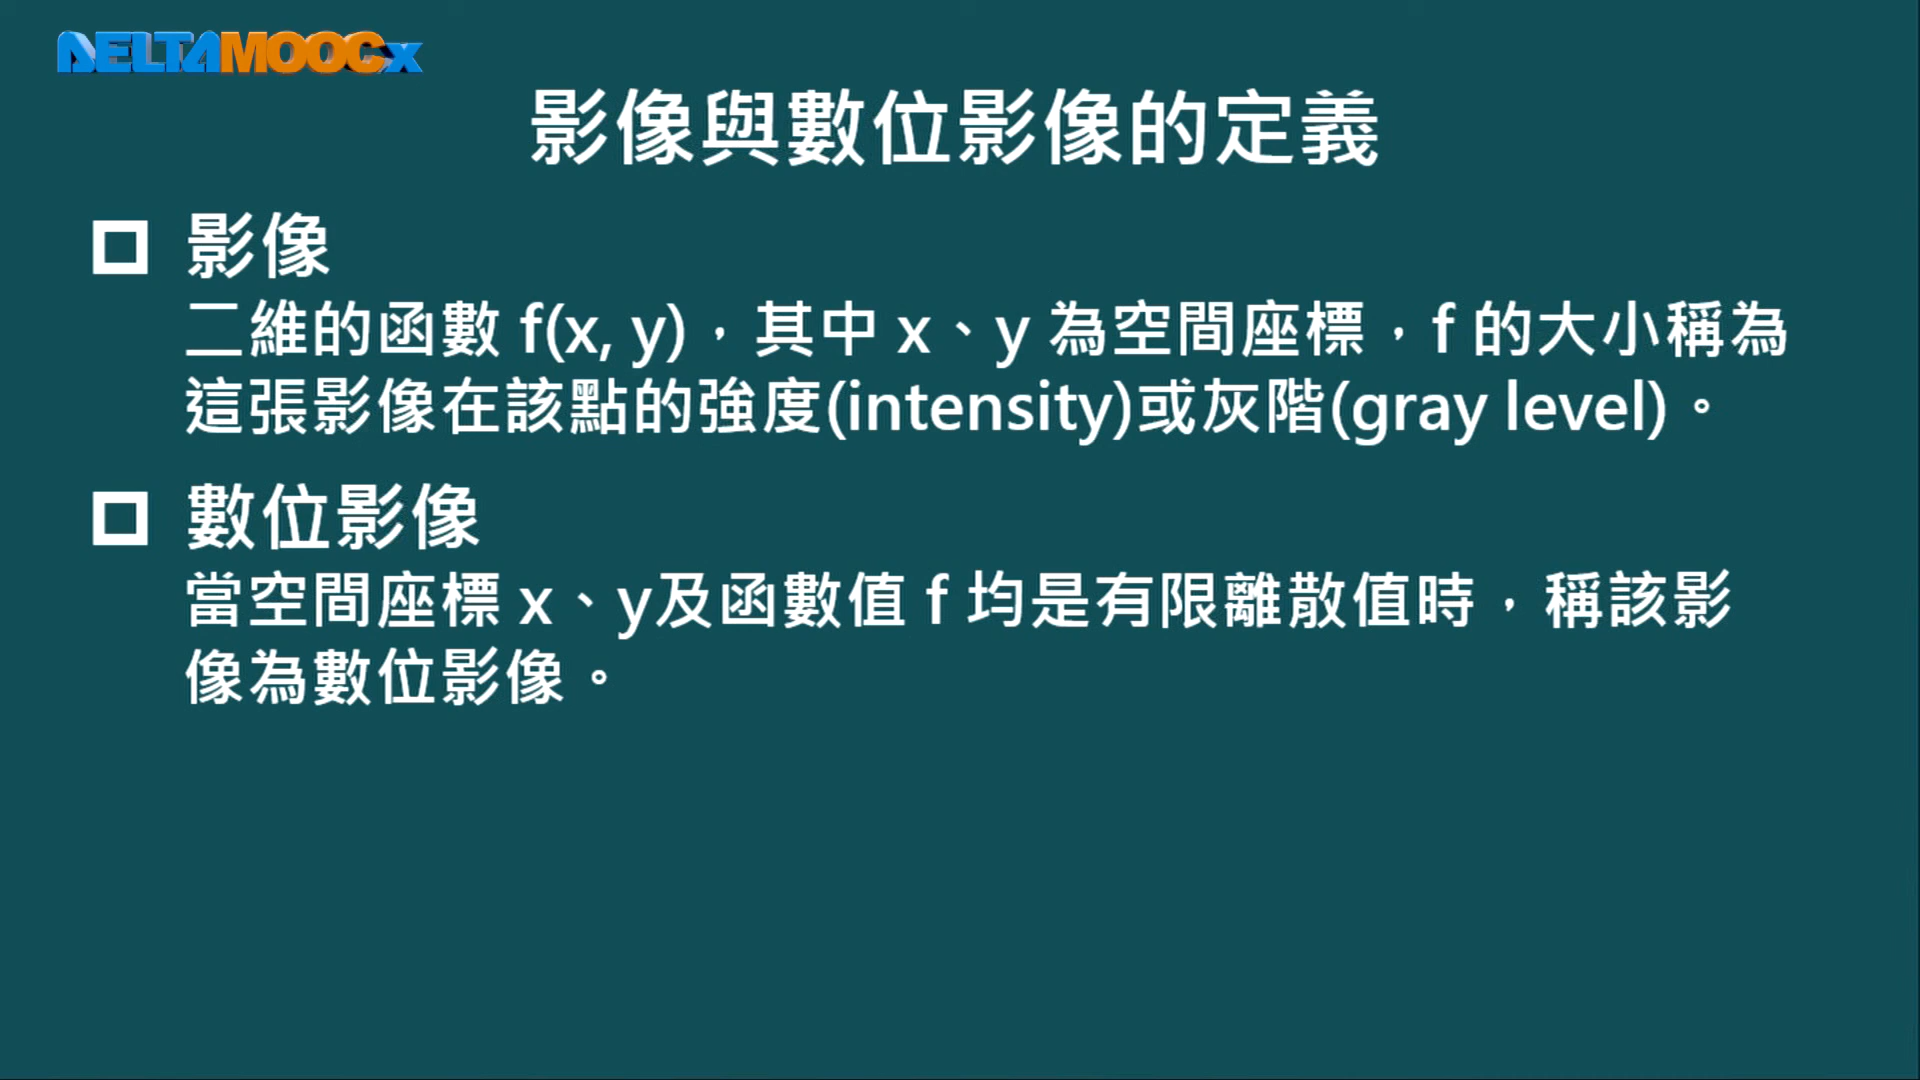 DELTAMOOCx
影像與數位影像的定義
影像
二維的函數 f(x, y)，其中 x、y 為空間座標，f 的大小稱為
這張影像在該點的強度(intensity)或灰階(gray level)。
數位影像
當空間座標 x、y及函數值 f 均是有限離散值時，稱該影
像為數位影像。